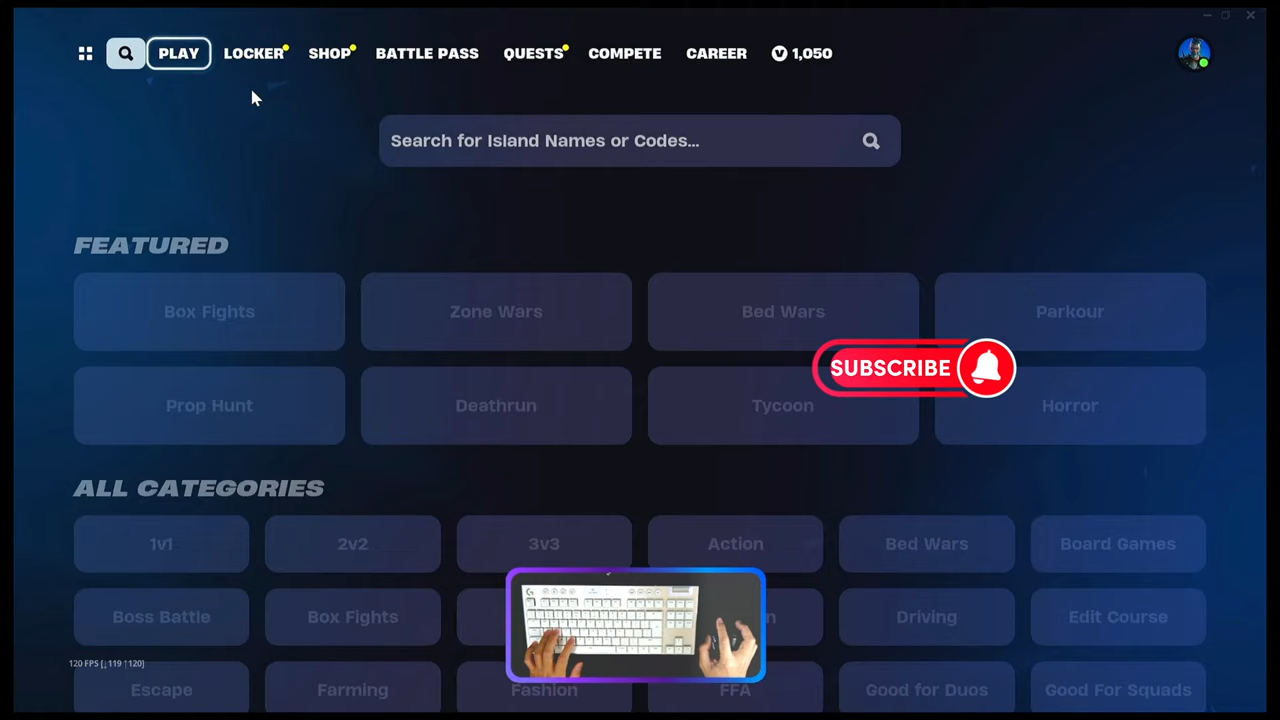 PLAY LOCKER SHOP BATTLE PASS QUESTS COMPETE CAREER V 1,050
Search for Island Names or Codes...
FEATURED
Box Fights Zone Wars Bed Wars Parkour
SUBSCRIBE
Prop Hunt Deathrun Tycoon Horror
ALL CATEGORIES
1v1 2v2 3v3 Action Bed Wars Board Games
Boss Battle Box Fights Driving Edit Course
120 FPS [↓119 ↑120]
Escape Farming Fashion FFA Good for Duos Good For Squads